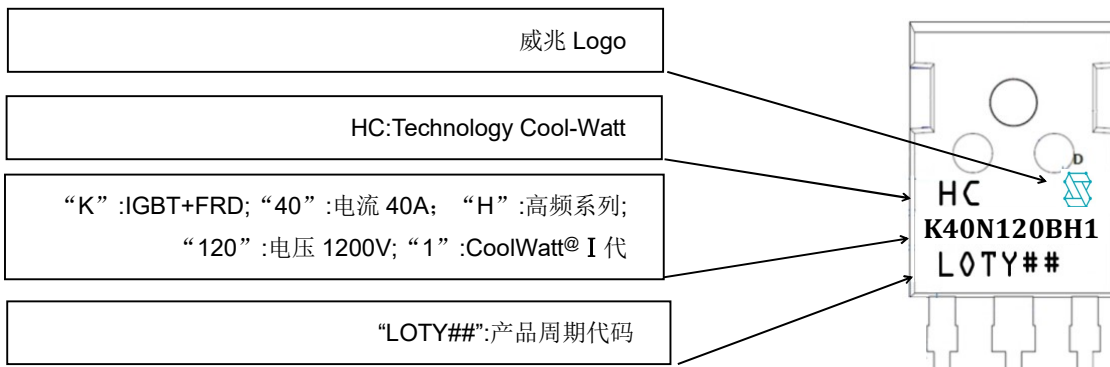 威兆 Logo
HC:Technology Cool-Watt
“K”:IGBT+FRD; “40”:电流 40A; “H”:高频系列;
“120”:电压 1200V; “1”:CoolWatt@Ⅰ代
“LOTY##”:产品周期代码
D
HC
K40N120BH1
LOTY##